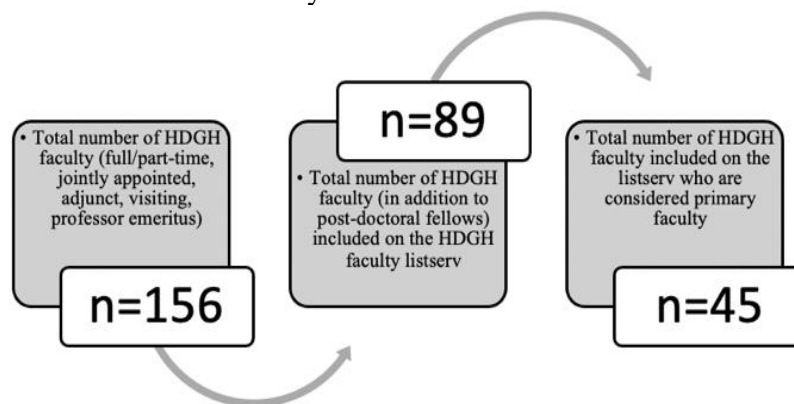 • Total number of HDGH
faculty (full/part-time,
jointly appointed,
adjunct, visiting,
professor emeritus)
n=156
n=89
• Total number of HDGH
faculty (in addition to
post-doctoral fellows)
included on the HDGH
faculty listserv
• Total number of HDGH
faculty included on the
listserv who are
considered primary
faculty
n=45